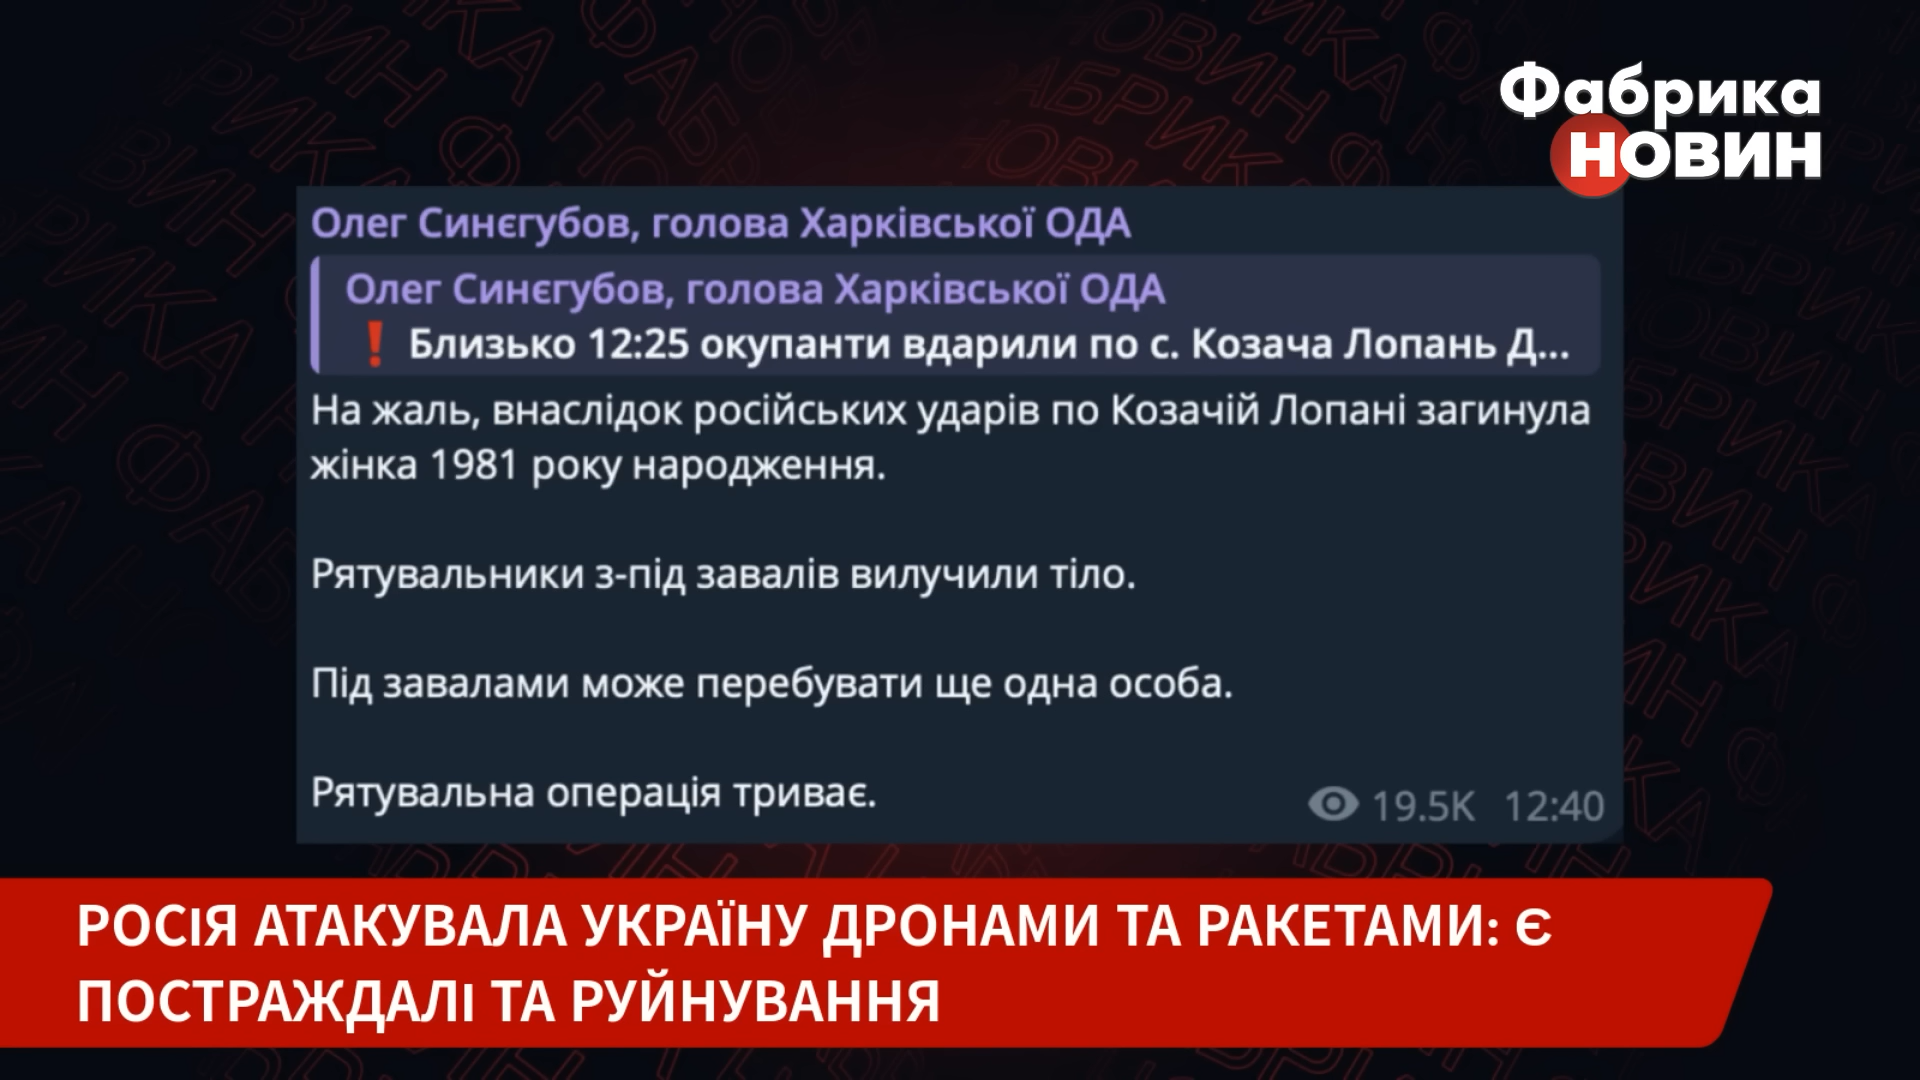 Фабрика
НОВИН
Олег Синєгубов, голова Харківської ОДА
Олег Синєгубов, голова Харківської ОДА
❗ Близько 12:25 окупанти вдарили по с. Козача Лопань Д...
На жаль, внаслідок російських ударів по Козачій Лопані загинула
жінка 1981 року народження.
Рятувальники з-під завалів вилучили тіло.
Під завалами може перебувати ще одна особа.
Рятувальна операція триває.
19.5K 12:40
РОСІЯ АТАКУВАЛА УКРАЇНУ ДРОНАМИ ТА РАКЕТАМИ: Є
ПОСТРАЖДАЛІ ТА РУЙНУВАННЯ